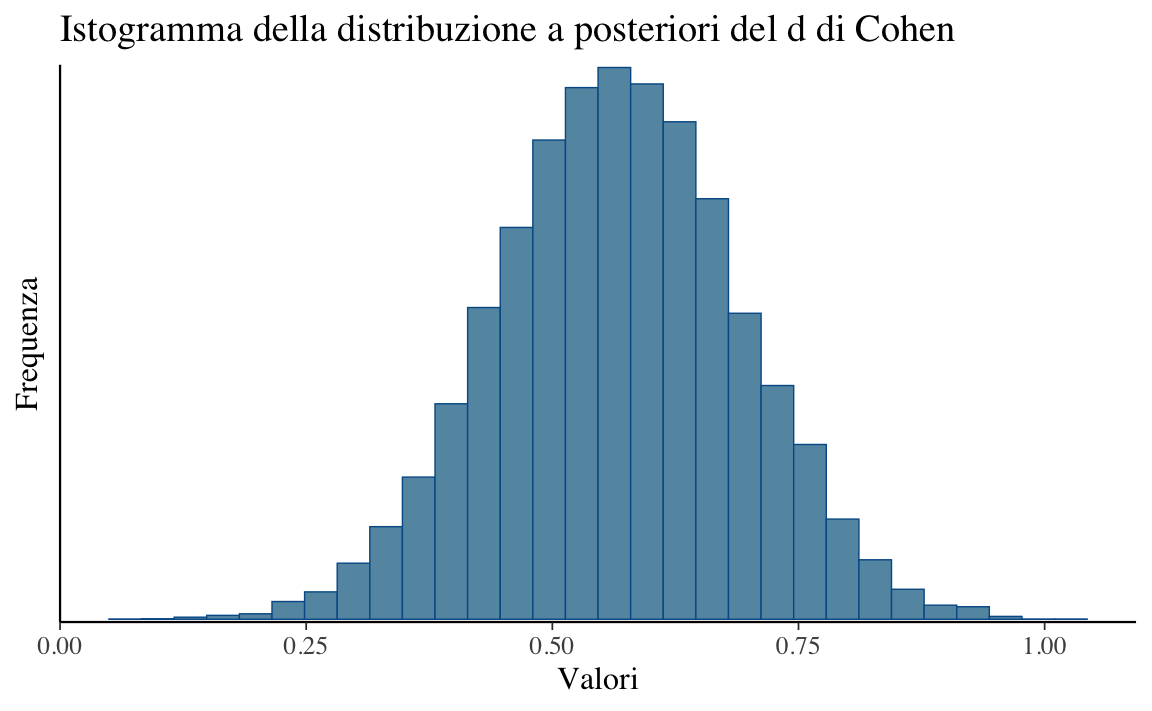 Istogramma della distribuzione a posteriori del d di Cohen
Frequenza
0.00 0.25 0.50 0.75 1.00
Valori